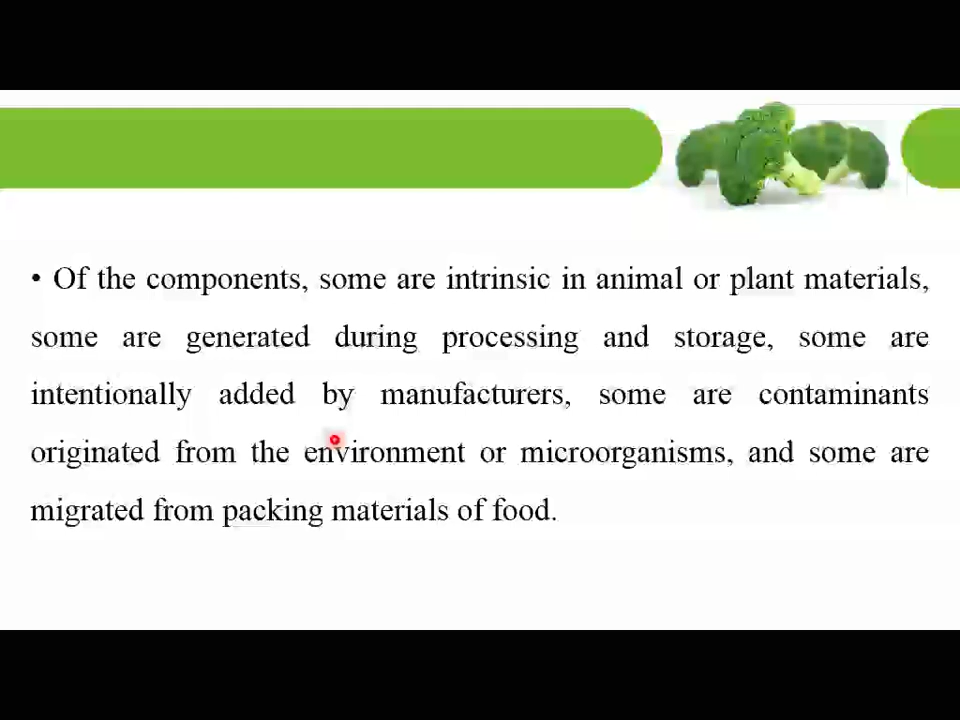 • Of the components, some are intrinsic in animal or plant materials,
some are generated during processing and storage, some are
intentionally added by manufacturers, some are contaminants
originated from the environment or microorganisms, and some are
migrated from packing materials of food.